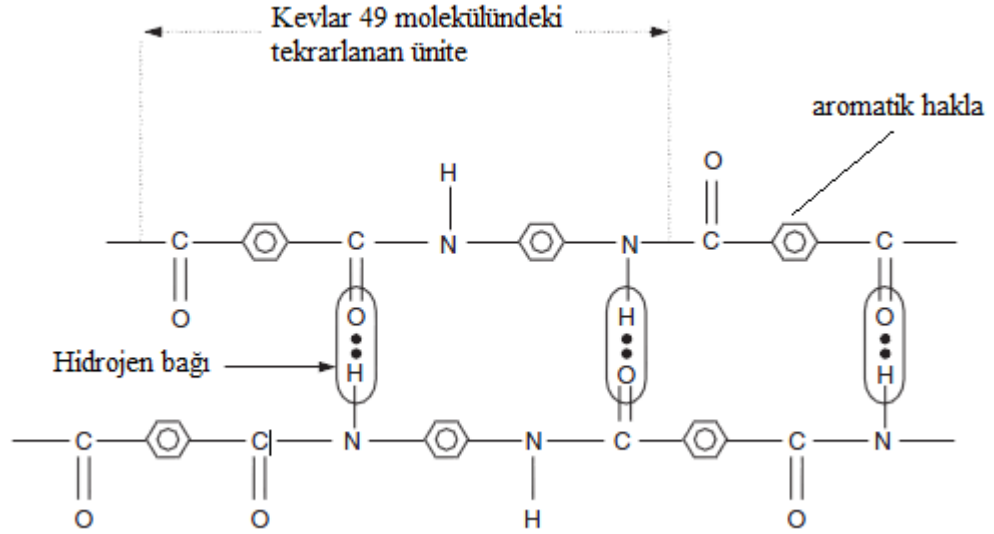 Kevlar 49 molekülündeki
tekrarlanan ünite
aromatik hakla
O
H
C C N N C C
O O H O
Hidrojen bağı
H O H
C C| N N C C N
O O H O